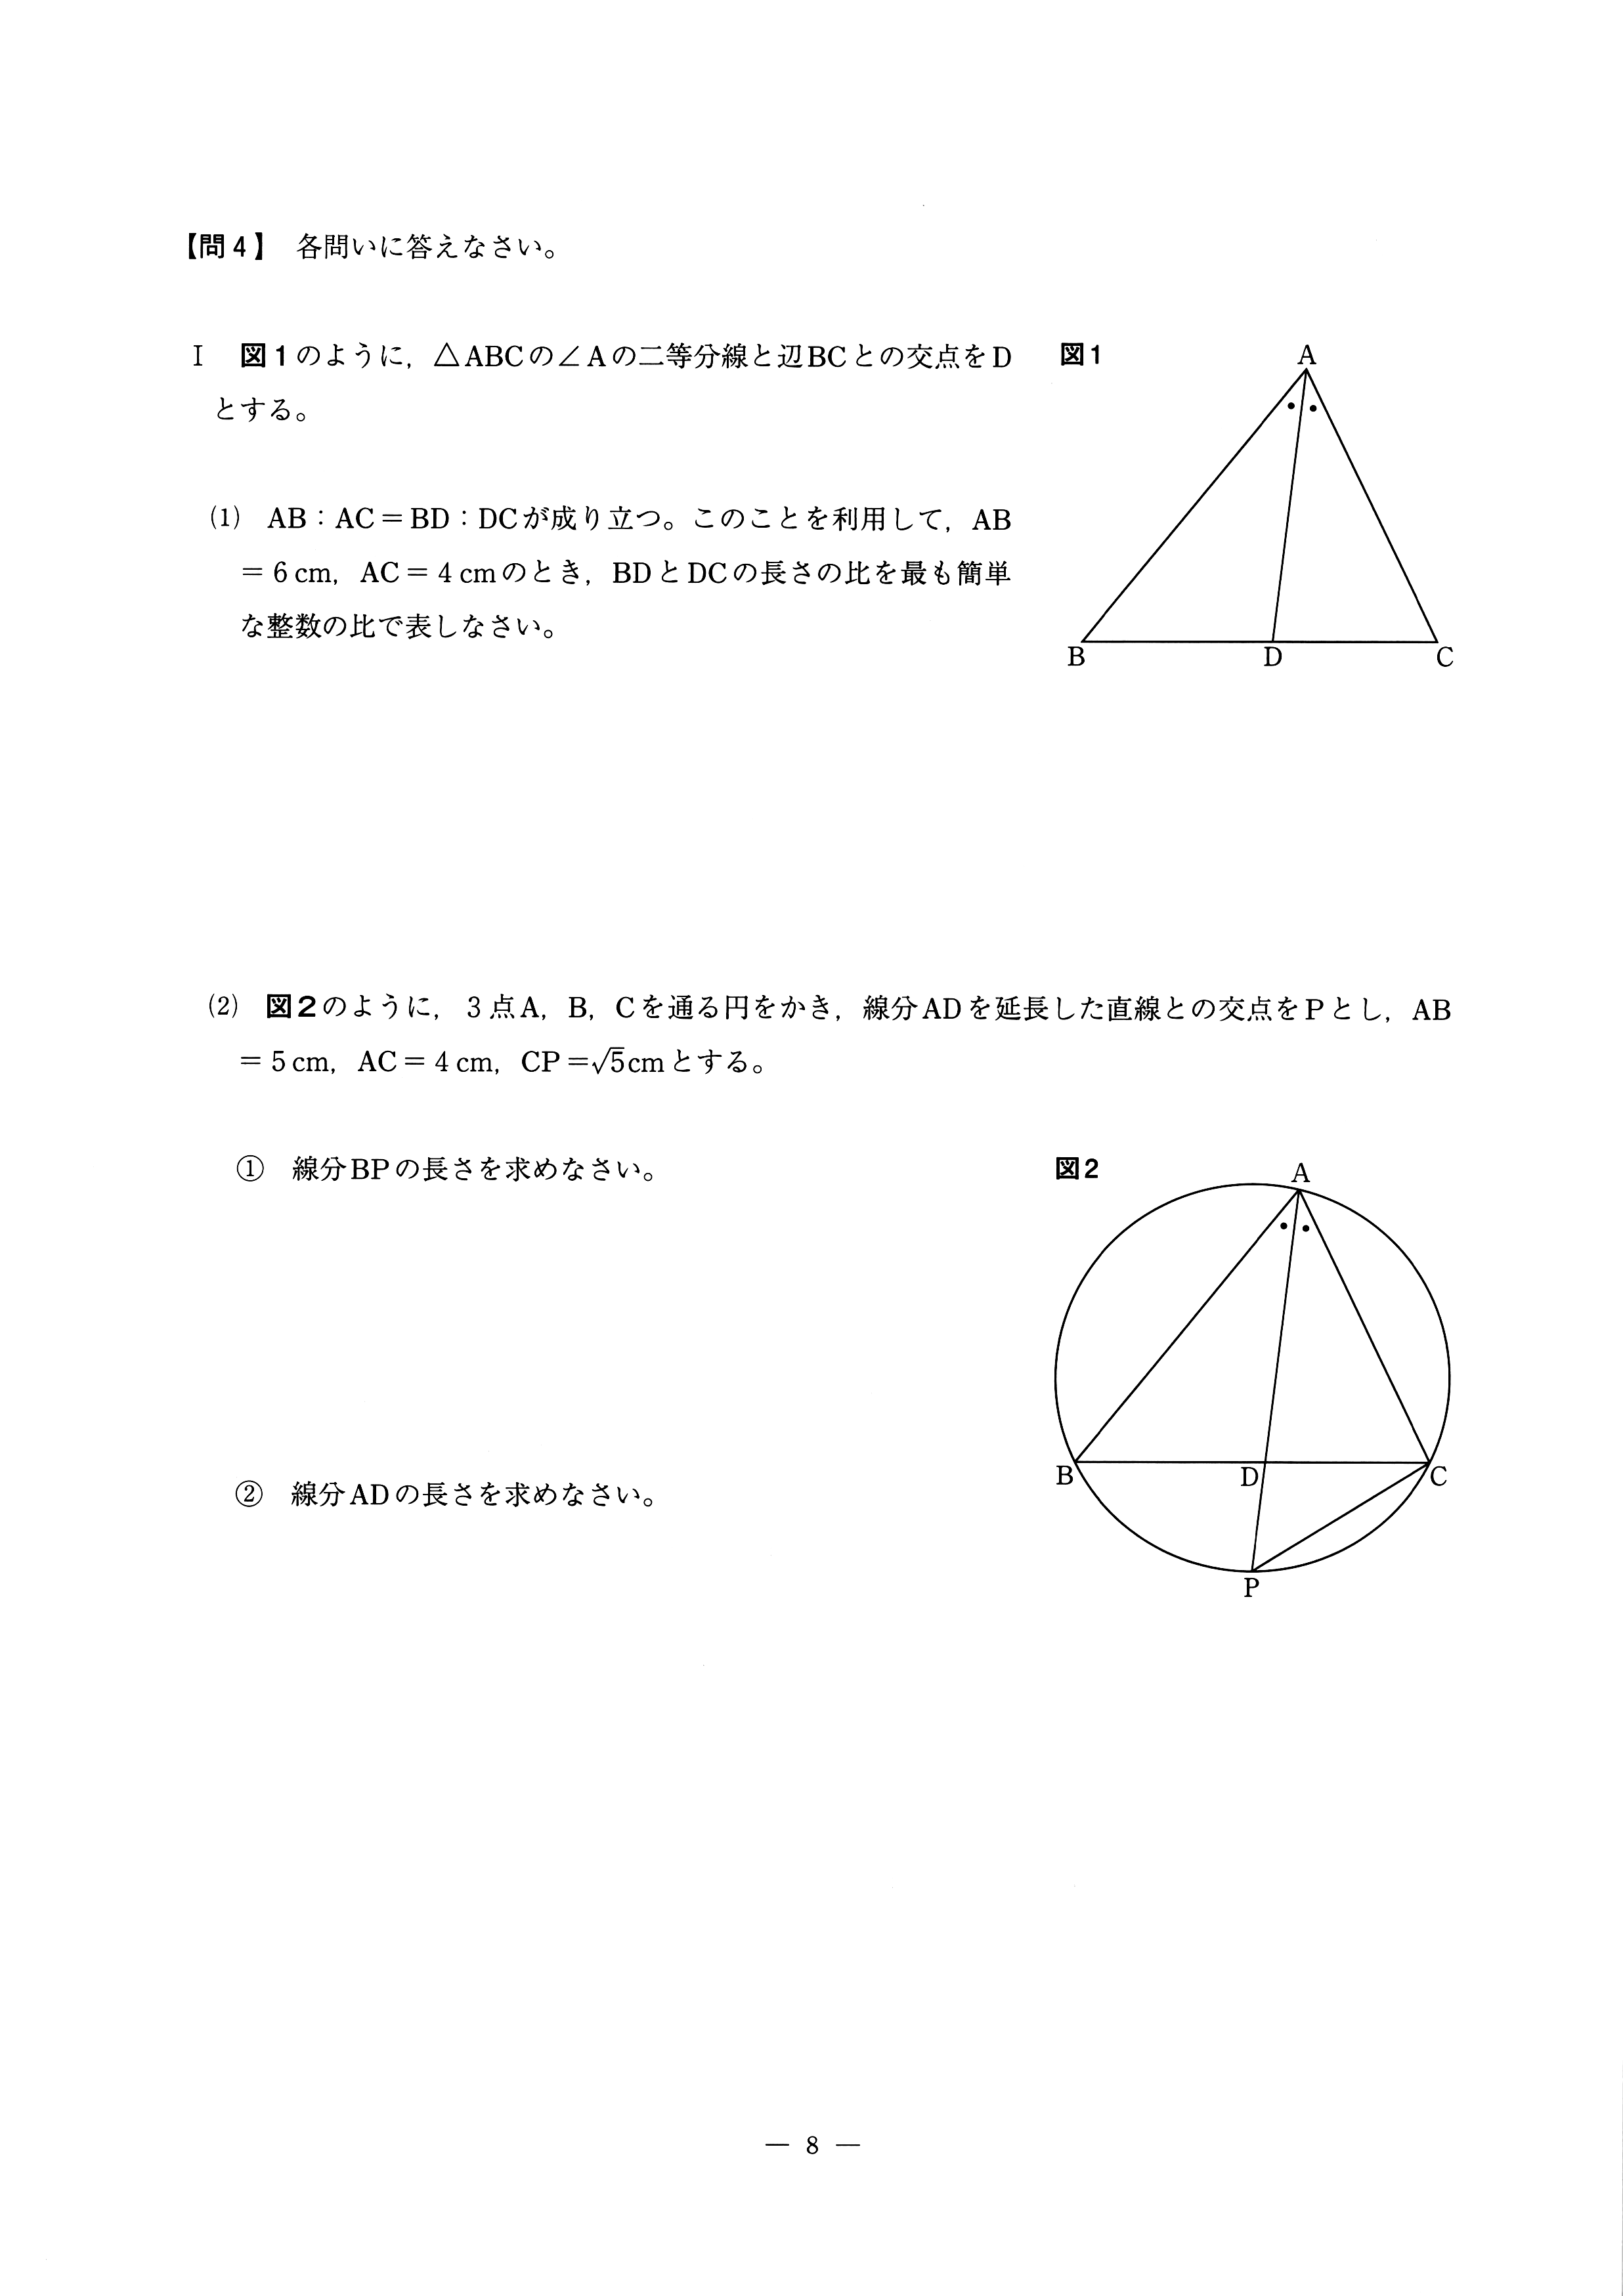 【問4】 各問いに答えなさい。
Ⅰ 図1のように，△ABCの∠Aの二等分線と辺BCとの交点をD
とする。
(1) AB：AC＝BD：DCが成り立つ。このことを利用して，AB
＝6cm，AC＝4cmのとき，BDとDCの長さの比を最も簡単
な整数の比で表しなさい。
図1
A
B
D
C
(2) 図2のように，3点A，B，Cを通る円をかき，線分ADを延長した直線との交点をPとし，AB
＝5cm，AC＝4cm，CP＝√5cmとする。
① 線分BPの長さを求めなさい。
② 線分ADの長さを求めなさい。
図2
A
B
D
C
P
― 8 ―